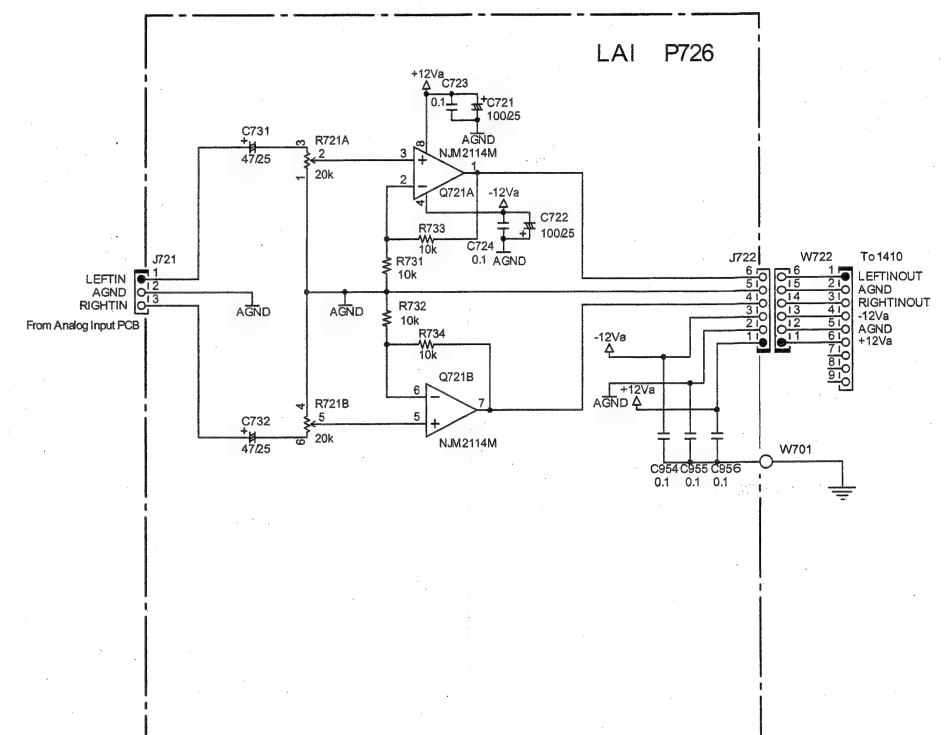 LAI P726
+12Va
C723
0.1
+
C721
100/25
AGND
C731
+
47/25
3
R721A
2
1
20k
8
NJM2114M
3
+
1
2
−
Q721A
4
-12Va
C724
0.1
+
C722
100/25
AGND
R733
10k
R731
10k
J721
LEFTIN 1
AGND 2
RIGHTIN 3
From Analog Input PCB
AGND
AGND
R732
10k
R734
10k
Q721B
6
−
7
5
+
NJM2114M
4
R721B
5
6
20k
C732
+
47/25
J722
W722
To 1410
6 6 1 LEFTINOUT
5 5 2 AGND
4 4 3 RIGHTINOUT
3 3 4 -12Va
2 2 5 AGND
1 1 6 +12Va
7
8
9
-12Va
AGND
+12Va
C954
0.1
C955
0.1
C956
0.1
W701